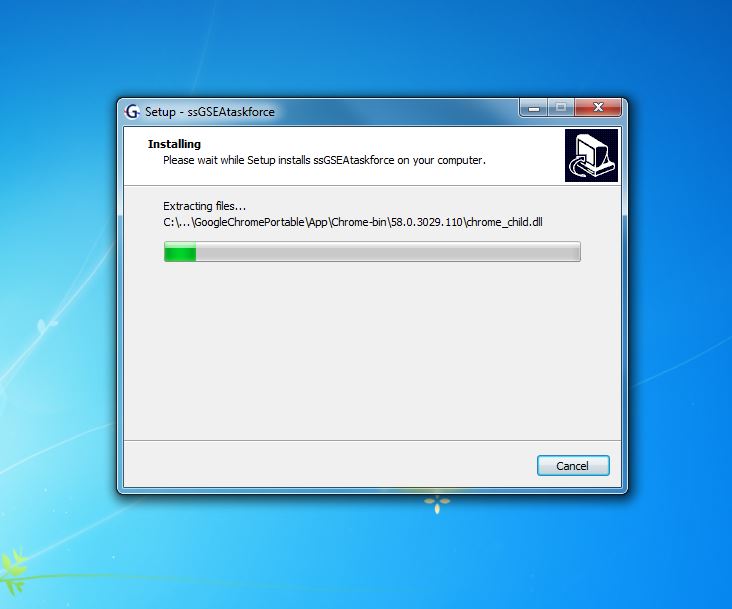 Setup - ssGSEAtaskforce
Installing
Please wait while Setup installs ssGSEAtaskforce on your computer.
Extracting files...
C:\...\GoogleChromePortable\App\Chrome-bin\58.0.3029.110\chrome_child.dll
Cancel